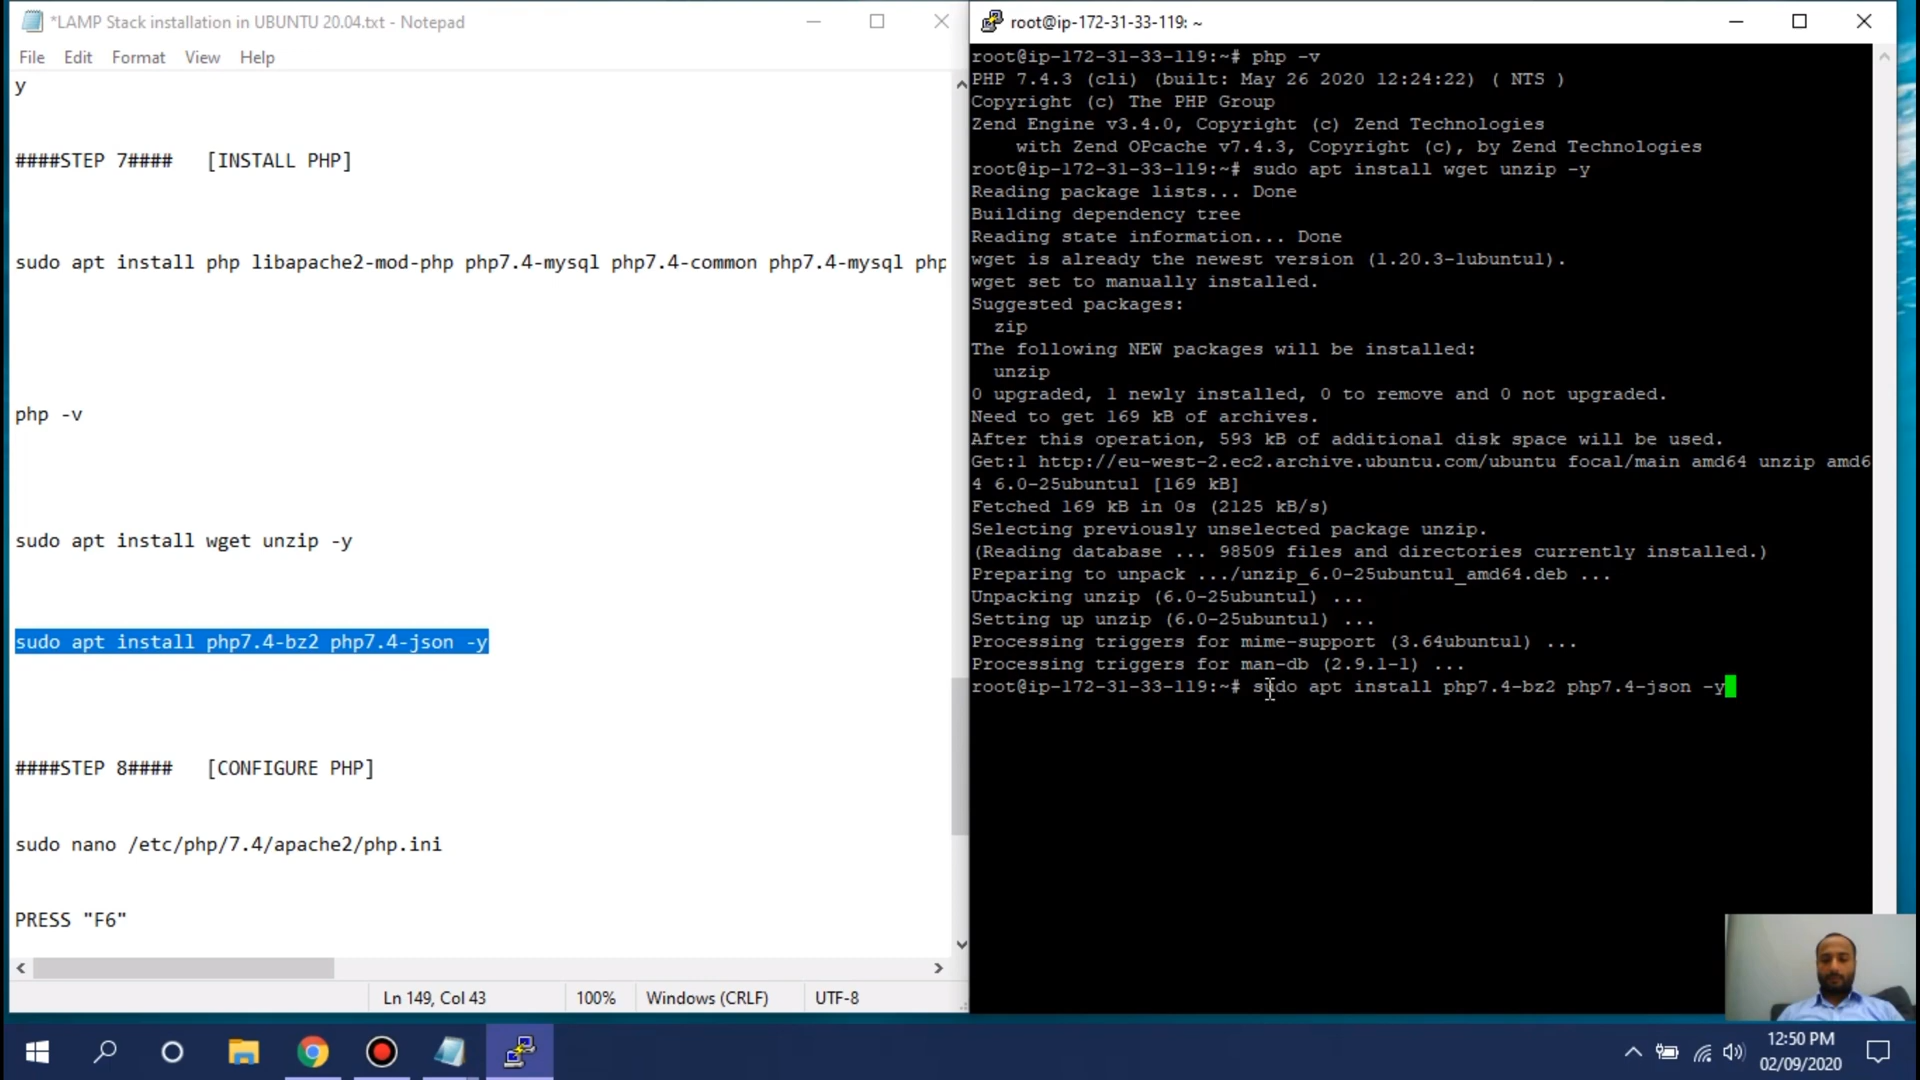 *LAMP Stack installation in UBUNTU 20.04.txt - Notepad
File Edit Format View Help
y
####STEP 7#### [INSTALL PHP]
sudo apt install php libapache2-mod-php php7.4-mysql php7.4-common php7.4-mysql php
php -v
sudo apt install wget unzip -y
sudo apt install php7.4-bz2 php7.4-json -y
####STEP 8#### [CONFIGURE PHP]
sudo nano /etc/php/7.4/apache2/php.ini
PRESS "F6"
Ln 149, Col 43 100% Windows (CRLF) UTF-8
root@ip-172-31-33-119: ~
root@ip-172-31-33-119:~# php -v
PHP 7.4.3 (cli) (built: May 26 2020 12:24:22) ( NTS )
Copyright (c) The PHP Group
Zend Engine v3.4.0, Copyright (c) Zend Technologies
with Zend OPcache v7.4.3, Copyright (c), by Zend Technologies
root@ip-172-31-33-119:~# sudo apt install wget unzip -y
Reading package lists... Done
Building dependency tree
Reading state information... Done
wget is already the newest version (1.20.3-1ubuntu1).
wget set to manually installed.
Suggested packages:
zip
The following NEW packages will be installed:
unzip
0 upgraded, 1 newly installed, 0 to remove and 0 not upgraded.
Need to get 169 kB of archives.
After this operation, 593 kB of additional disk space will be used.
Get:1 http://eu-west-2.ec2.archive.ubuntu.com/ubuntu focal/main amd64 unzip amd6
4 6.0-25ubuntu1 [169 kB]
Fetched 169 kB in 0s (2125 kB/s)
Selecting previously unselected package unzip.
(Reading database ... 98509 files and directories currently installed.)
Preparing to unpack .../unzip_6.0-25ubuntu1_amd64.deb ...
Unpacking unzip (6.0-25ubuntu1) ...
Setting up unzip (6.0-25ubuntu1) ...
Processing triggers for mime-support (3.64ubuntu1) ...
Processing triggers for man-db (2.9.1-1) ...
root@ip-172-31-33-119:~# sudo apt install php7.4-bz2 php7.4-json -y
12:50 PM
02/09/2020